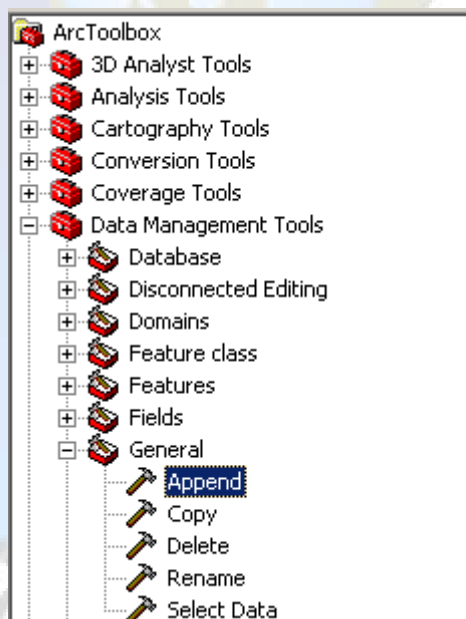 ArcToolbox
3D Analyst Tools
Analysis Tools
Cartography Tools
Conversion Tools
Coverage Tools
Data Management Tools
Database
Disconnected Editing
Domains
Feature class
Features
Fields
General
Append
Copy
Delete
Rename
Select Data